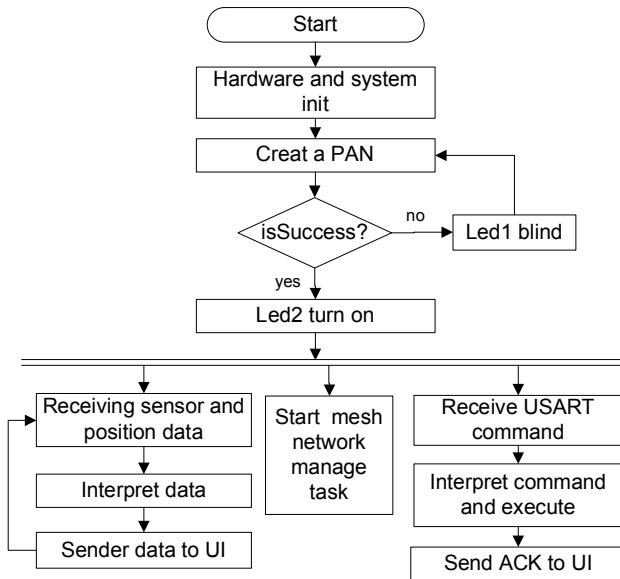 Start
Hardware and system
init
Creat a PAN
isSuccess?
no
Led1 blind
yes
Led2 turn on
Receiving sensor and
position data
Interpret data
Sender data to UI
Start mesh
network
manage
task
Receive USART
command
Interpret command
and execute
Send ACK to UI